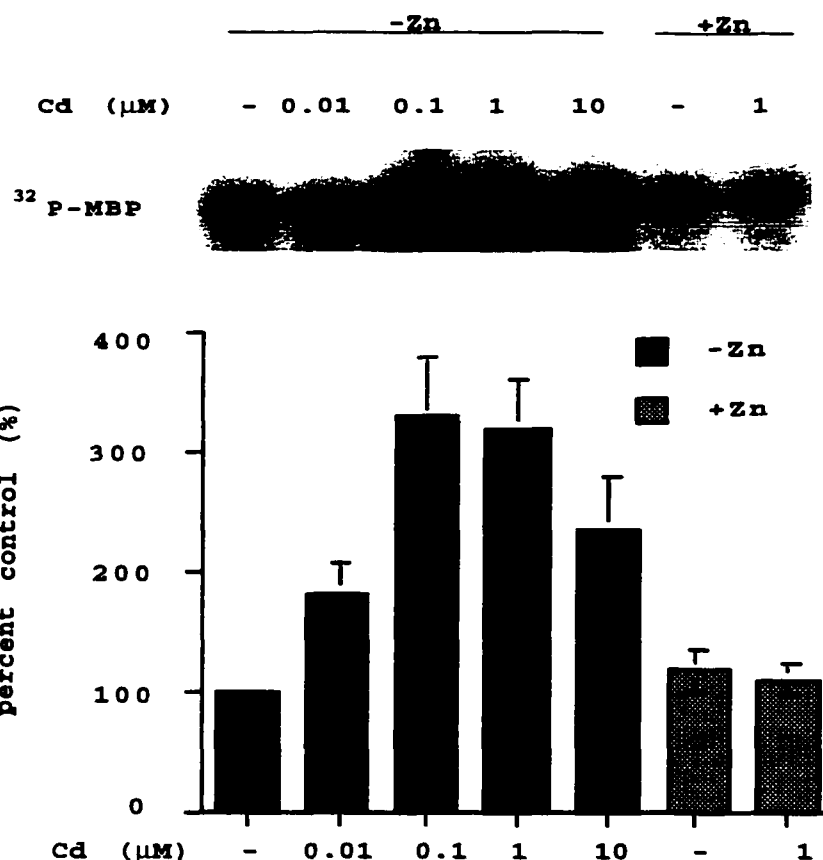 -Zn +Zn
Cd (µM) - 0.01 0.1 1 10 - 1
32 P-MBP
400
-Zn
+Zn
300
200
100
0
percent control (%)
Cd (µM) - 0.01 0.1 1 10 - 1